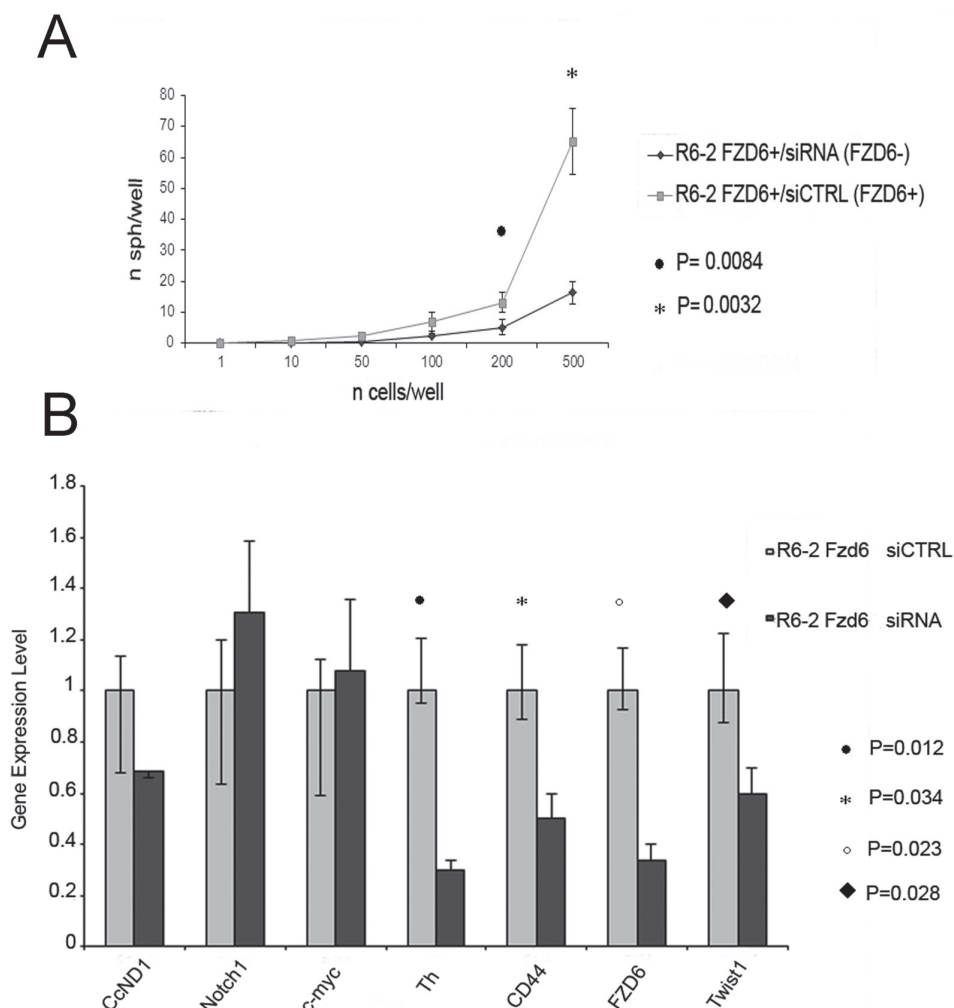 A
*
80
70
60
50
40
30
20
10
0
n sph/well
1 10 50 100 200 500
n cells/well
R6-2 FZD6+/siRNA (FZD6-)
R6-2 FZD6+/siCTRL (FZD6+)
● P= 0.0084
* P=0.0032
B
1.8
1.6
1.4
1.2
1
0.8
0.6
0.4
0.2
0
Gene Expression Level
CcND1 Notch1 c-myc Th CD44 FZD6 Twist1
● * ○ ◆
R6-2 Fzd6 siCTRL
R6-2 Fzd6 siRNA
● P=0.012
* P=0.034
○ P=0.023
◆ P=0.028